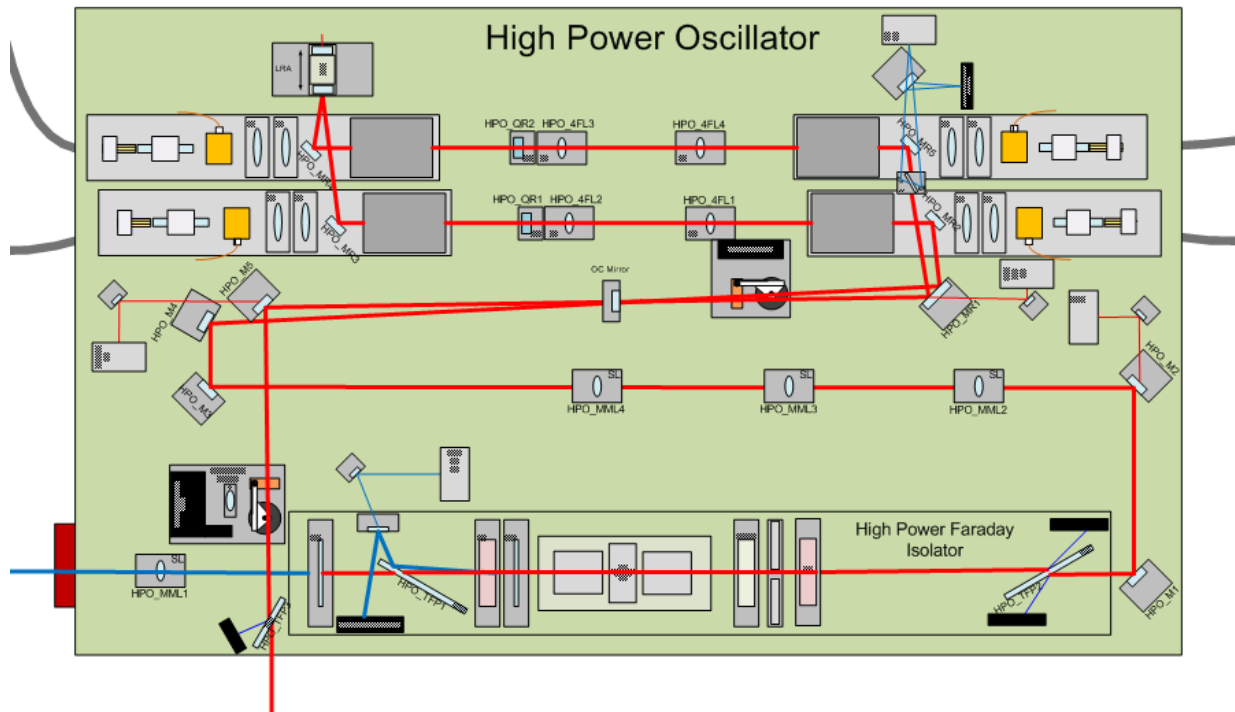 High Power Oscillator
LRA
HPO_QR2
HPO_4FL3
HPO_4FL4
HPO_MR5
HPO_QR1
HPO_4FL2
HPO_4FL1
HPO_MR2
HPO_MR3
OC Mirror
HPO_M5
HPO_M4
HPO_MR1
HPO_M2
HPO_M3
SL
HPO_MML4
SL
HPO_MML3
SL
HPO_MML2
High Power Faraday
Isolator
SL
HPO_MML1
HPO_TFP1
HPO_TFP2
HPO_M1
HPO_TFP3